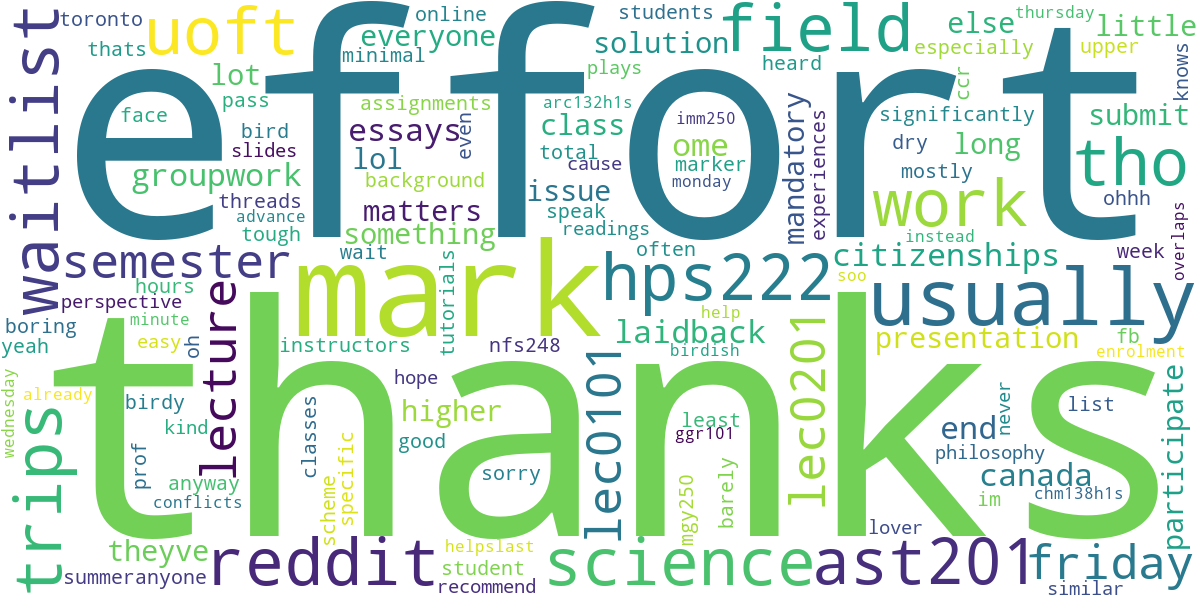 toronto
uoft
online
students
field
else
thursday
little
thats
everyone
minimal
solution
especially
upper
waitlist
lot
plays
heard
knows
effort
pass
assignments
arc132h1s
ccr
face
bird
essays
even
class
imm250
mandatory
experiences
significantly
submit
slides
lol
total
ome
dry
long
tho
groupwork
background
cause
marker
monday
mostly
threads
matters
issue
work
ohhh
advance
speak
tough
something
readings
instead
semester
wait
often
citizenships
week
overlaps
hours
tutorials
mark
hps222
soo
usually
perspective
lecture
boring
minute
help
yeah
easy
oh
instructors
nfs248
laidback
presentation
fb
birdish
enrolment
wednesday
already
trips
thanks
hope
lec0101
lec0201
participate
birdy
classes
higher
least
never
list
kind
good
ggr101
end
prof
sorry
philosophy
anyway
scheme
specific
mgy250
barely
canada
conflicts
im
chm138h1s
lover
theyve
reddit
helpslast
science
ast201
friday
summeranyone
student
recommend
similar